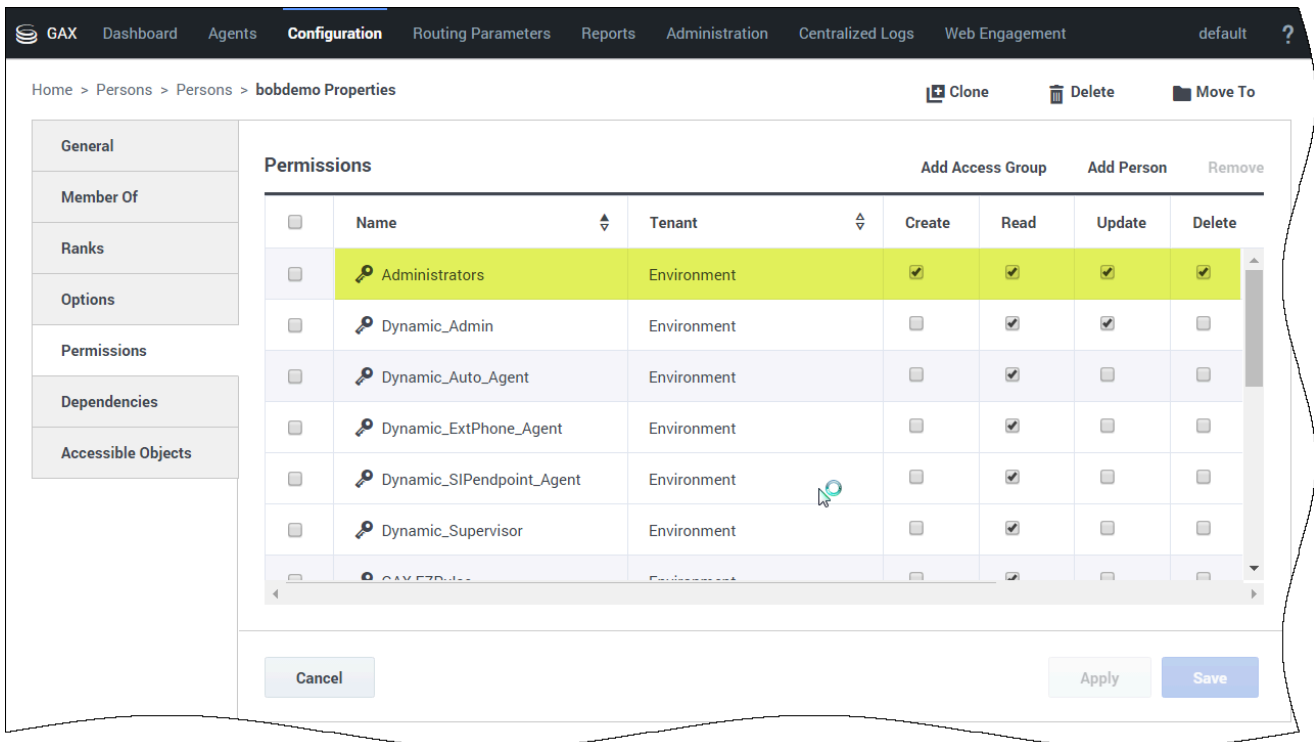 GAX Dashboard Agents Configuration Routing Parameters Reports Administration Centralized Logs Web Engagement default ?
Home > Persons > Persons > bobdemo Properties Clone Delete Move To
General
Member Of
Ranks
Options
Permissions
Dependencies
Accessible Objects
Permissions Add Access Group Add Person Remove
Name Tenant Create Read Update Delete
Administrators Environment
Dynamic_Admin Environment
Dynamic_Auto_Agent Environment
Dynamic_ExtPhone_Agent Environment
Dynamic_SIPendpoint_Agent Environment
Dynamic_Supervisor Environment
Cancel Apply Save